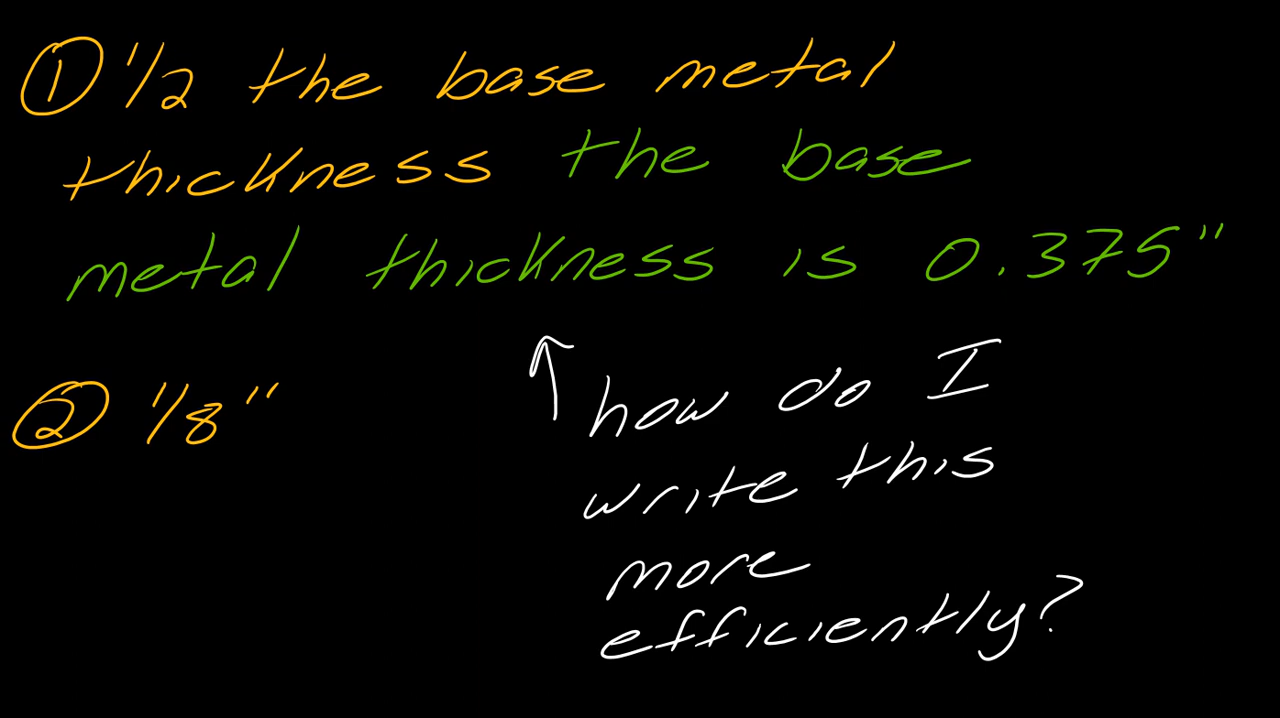 ① 1/2 the base metal
thickness the base
metal thickness is 0.375"
↑ how do I
② 1/8"
write this
more
efficiently?